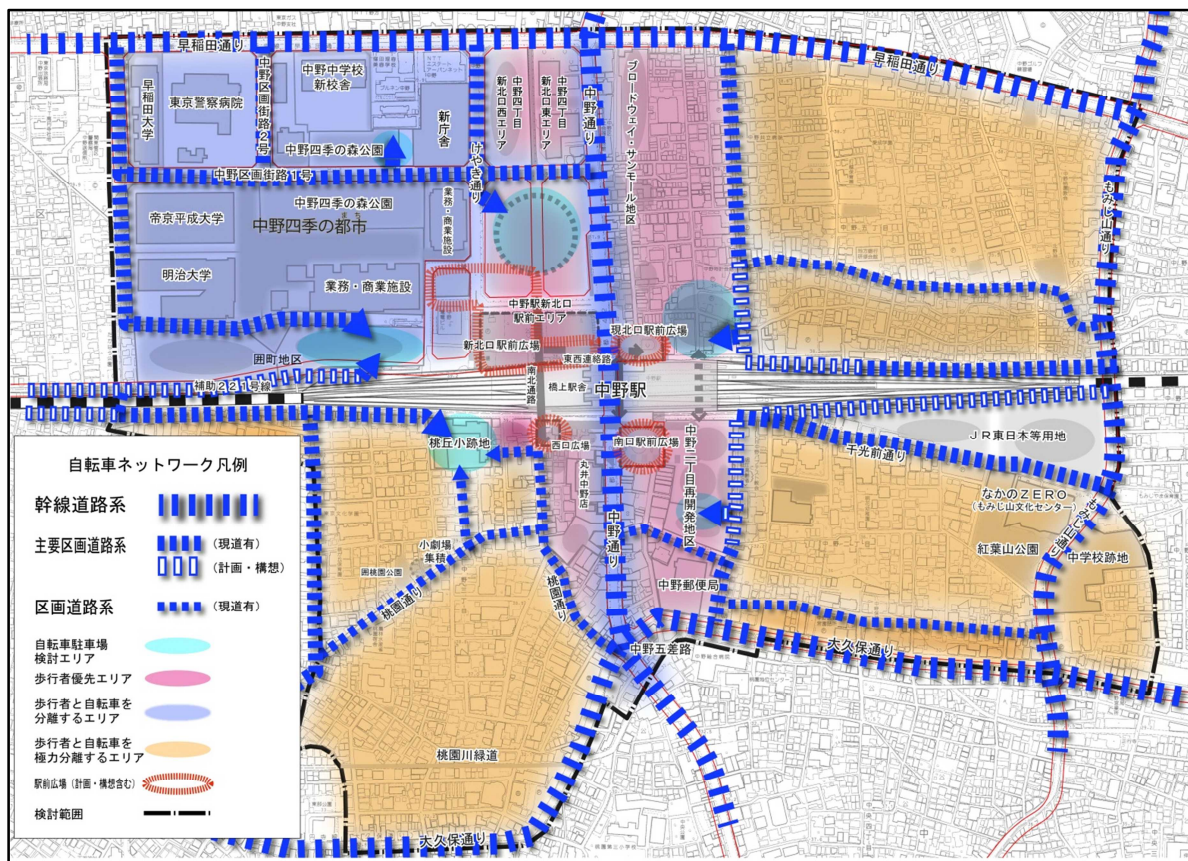 早稲田通り
早稲田通り
早稲田大学
東京警察病院
中野区画街路2号
中野中学校
新校舎
新庁舎
中野四季の森公園
けやき通り
中野四丁目
新北口西エリア
中野四丁目
新北口東エリア
中野通り
ブロードウェイ・サンモール地区
もみじ山通り
中野区画街路1号
帝京平成大学
中野四季の森公園
中野四季の都市
まち
業務・商業施設
明治大学
業務・商業施設
中野駅新北口
駅前エリア
新北口駅前広場
現北口駅前広場
東西連絡路
囲町地区
補助221号線
南北通路
橋上駅舎
中野駅
桃丘小跡地
西口広場
南口駅前広場
丸井中野店
中野二丁目再開発地区
JR東日本等用地
千光前通り
なかのZERO
(もみじ山文化センター)
もみじ山通り
紅葉山公園
中学校跡地
小劇場
集積
囲桃園公園
桃園通り
桃園通り
中野通り
中野郵便局
中野五差路
大久保通り
桃園川緑道
大久保通り
自転車ネットワーク凡例
幹線道路系
主要区画道路系
(現道有)
(計画・構想)
区画道路系
(現道有)
自転車駐車場
検討エリア
歩行者優先エリア
歩行者と自転車を
分離するエリア
歩行者と自転車を
極力分離するエリア
駅前広場(計画・構想含む)
検討範囲